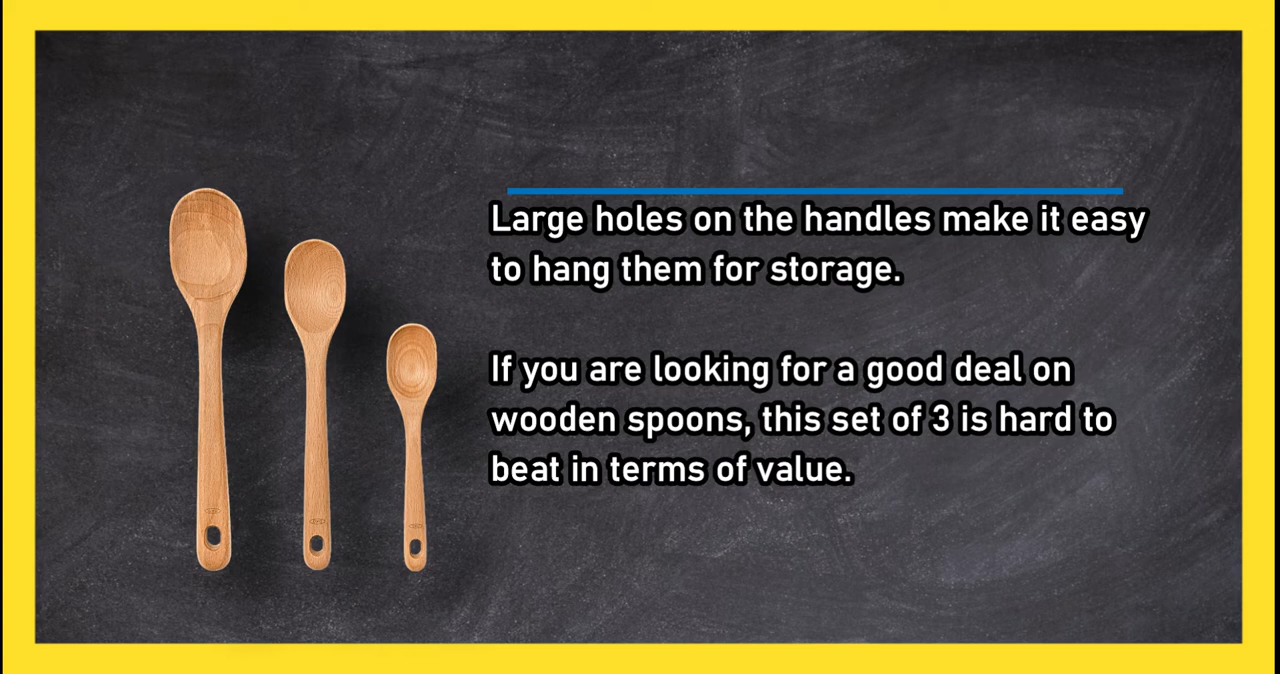 Large holes on the handles make it easy
to hang them for storage.
If you are looking for a good deal on
wooden spoons, this set of 3 is hard to
beat in terms of value.